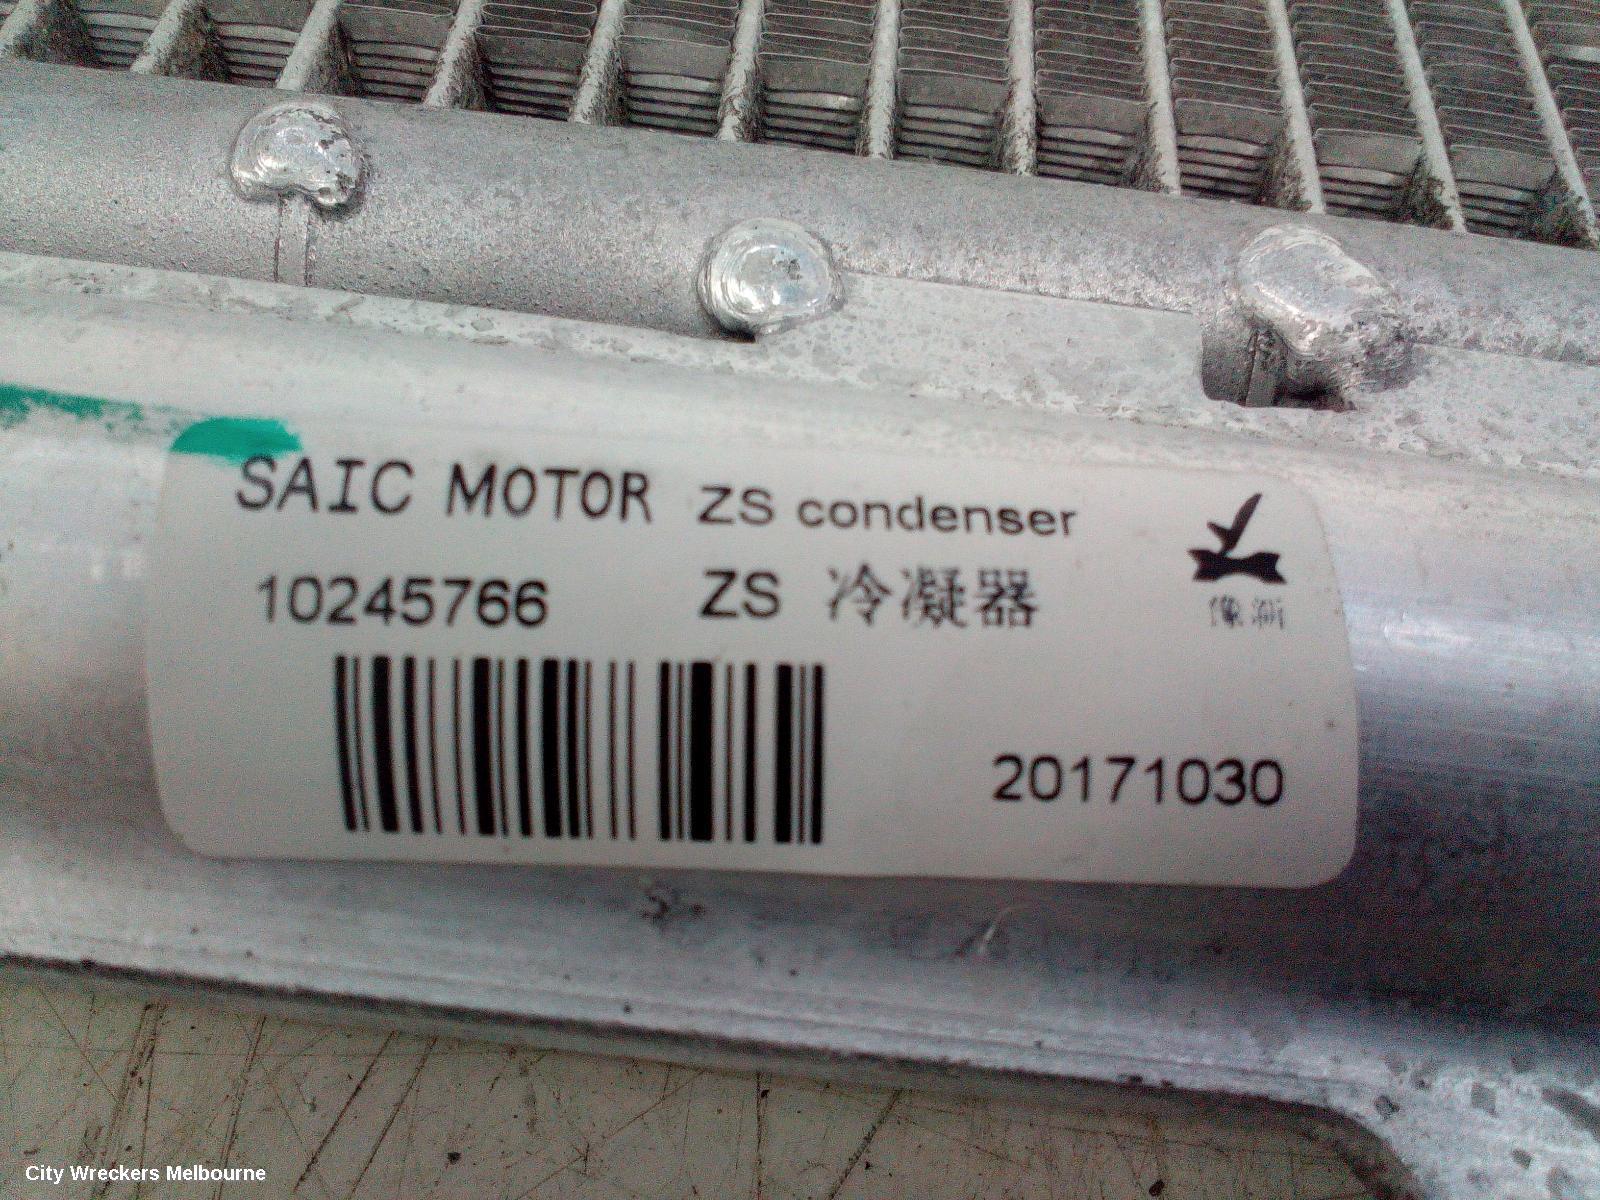 SAIC MOTOR ZS condenser
10245766 ZS 冷凝器
20171030
City Wreckers Melbourne